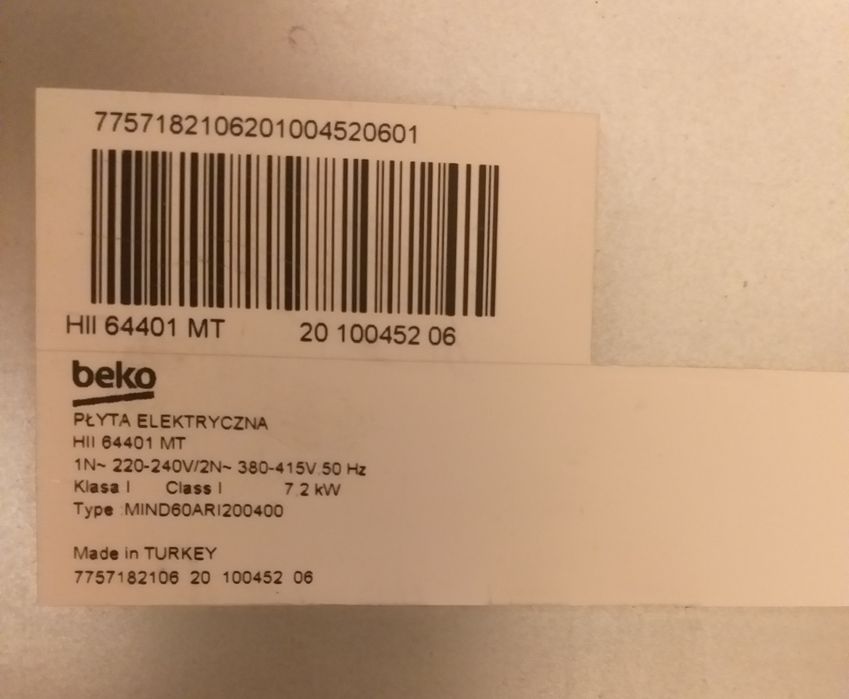 7757182106201004520601
HII 64401 MT 20 100452 06
beko
PŁYTA ELEKTRYCZNA
HII 64401 MT
1N~ 220-240V/2N~ 380-415V 50 Hz
Klasa I Class I 7.2 kW
Type :MIND60ARI200400
Made in TURKEY
7757182106 20 100452 06